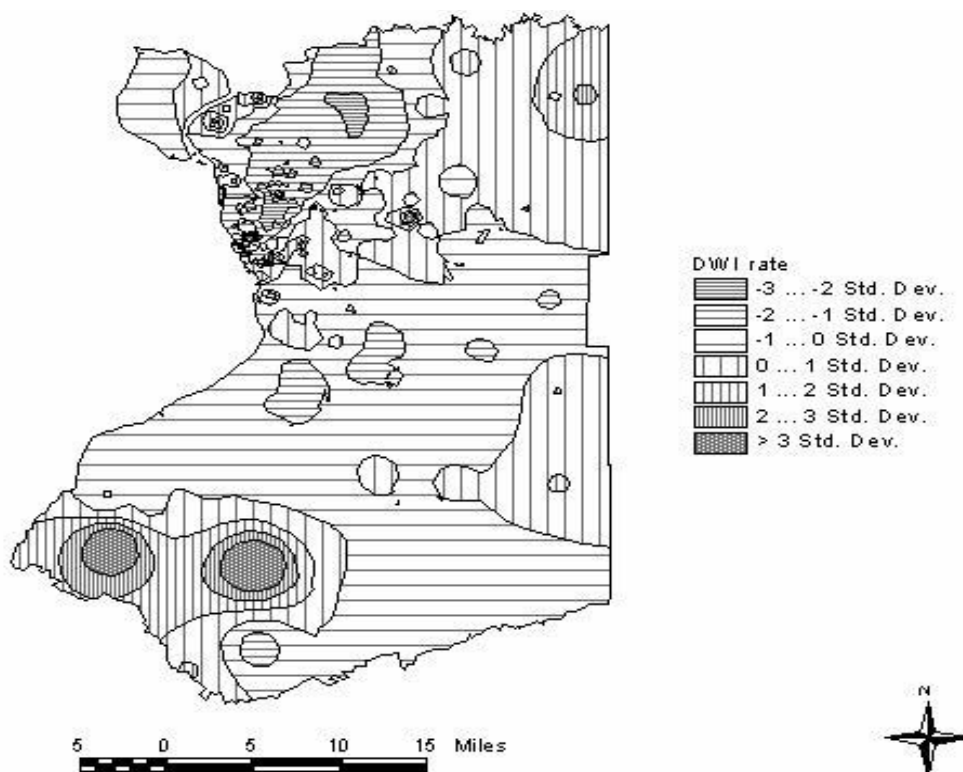 DWI rate
-3 ... -2 Std. Dev.
-2 ... -1 Std. Dev.
-1 ... 0 Std. Dev.
0 ... 1 Std. Dev.
1 ... 2 Std. Dev.
2 ... 3 Std. Dev.
> 3 Std. Dev.
N
5 0 5 10 15 Miles